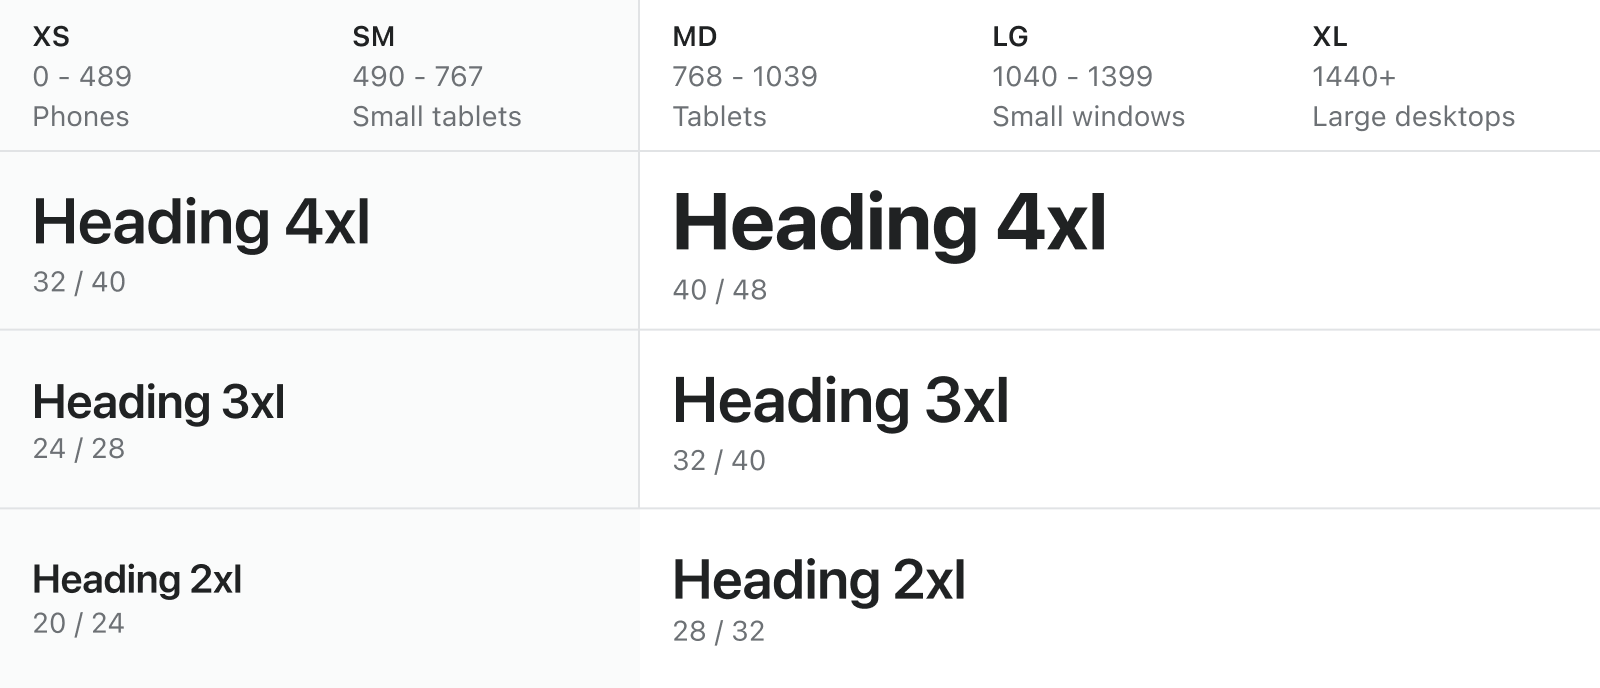 XS
0 - 489
Phones
SM
490 - 767
Small tablets
MD
768 - 1039
Tablets
LG
1040 - 1399
Small windows
XL
1440+
Large desktops
Heading 4xl
32 / 40
Heading 4xl
40 / 48
Heading 3xl
24 / 28
Heading 3xl
32 / 40
Heading 2xl
20 / 24
Heading 2xl
28 / 32